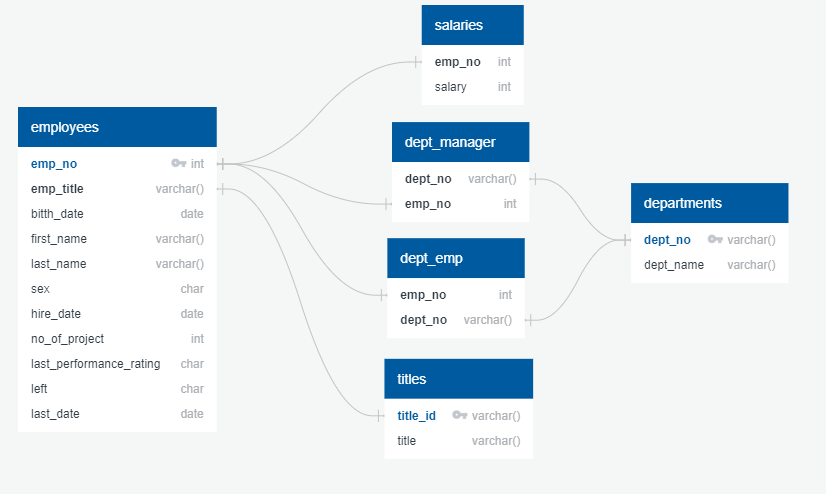 employees
emp_no int
emp_title varchar()
bitth_date date
first_name varchar()
last_name varchar()
sex char
hire_date date
no_of_project int
last_performance_rating char
left char
last_date date
salaries
emp_no int
salary int
dept_manager
dept_no varchar()
emp_no int
dept_emp
emp_no int
dept_no varchar()
titles
title_id varchar()
title varchar()
departments
dept_no varchar()
dept_name varchar()